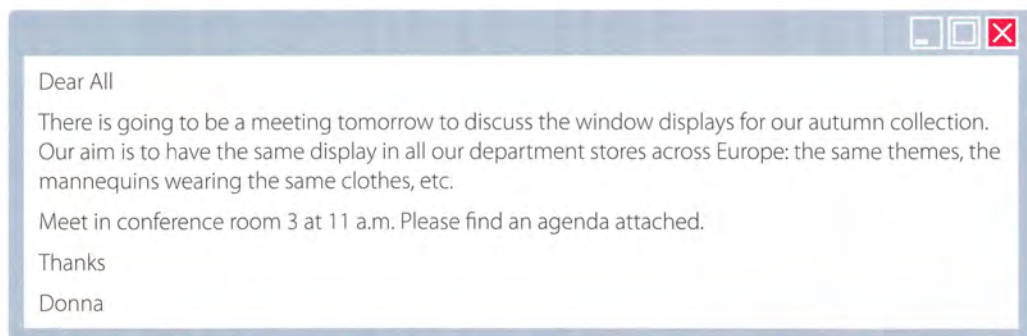 Dear All
There is going to be a meeting tomorrow to discuss the window displays for our autumn collection.
Our aim is to have the same display in all our department stores across Europe: the same themes, the
mannequins wearing the same clothes, etc.
Meet in conference room 3 at 11 a.m. Please find an agenda attached.
Thanks
Donna